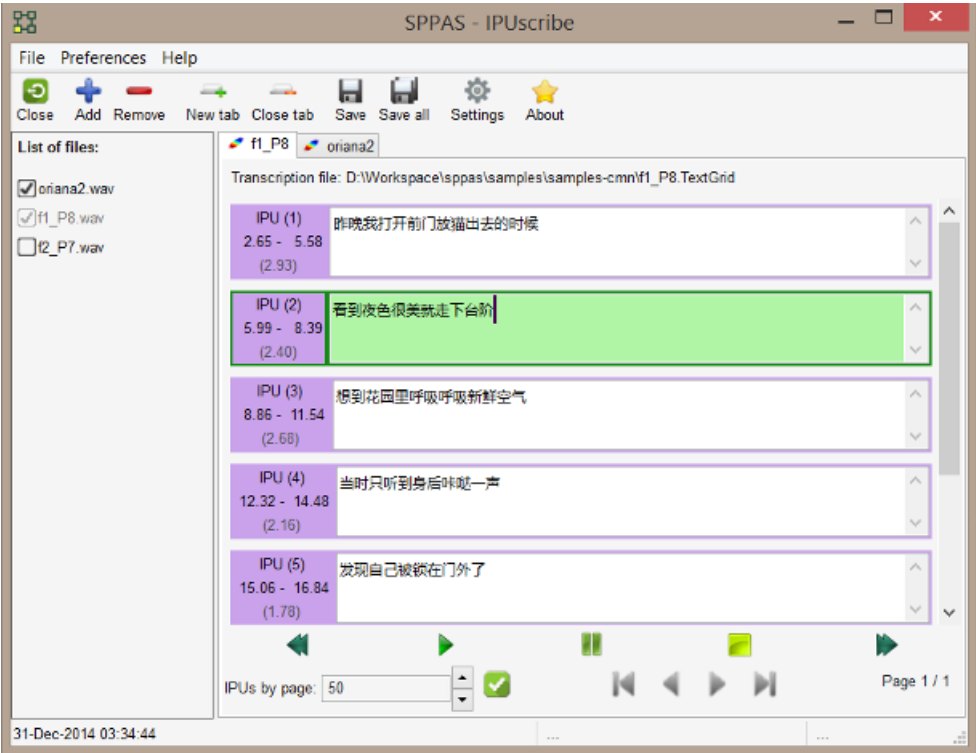 SPPAS - IPUscribe
File Preferences Help
Close Add Remove New tab Close tab Save Save all Settings About
List of files:
oriana2.wav
f1_P8.wav
f2_P7.wav
f1_P8 oriana2
Transcription file: D:\Workspace\sppas\samples\samples-cmn\f1_P8.TextGrid
IPU (1)
2.65 - 5.58
(2.93)
昨晚我打开前门放猫出去的时候
IPU (2)
5.99 - 8.39
(2.40)
看到夜色很美就走下台阶
IPU (3)
8.86 - 11.54
(2.68)
想到花园里呼吸呼吸新鲜空气
IPU (4)
12.32 - 14.48
(2.16)
当时只听到身后咔哒一声
IPU (5)
15.06 - 16.84
(1.78)
发现自己被锁在门外了
IPUs by page: 50
Page 1 / 1
31-Dec-2014 03:34:44
... ...